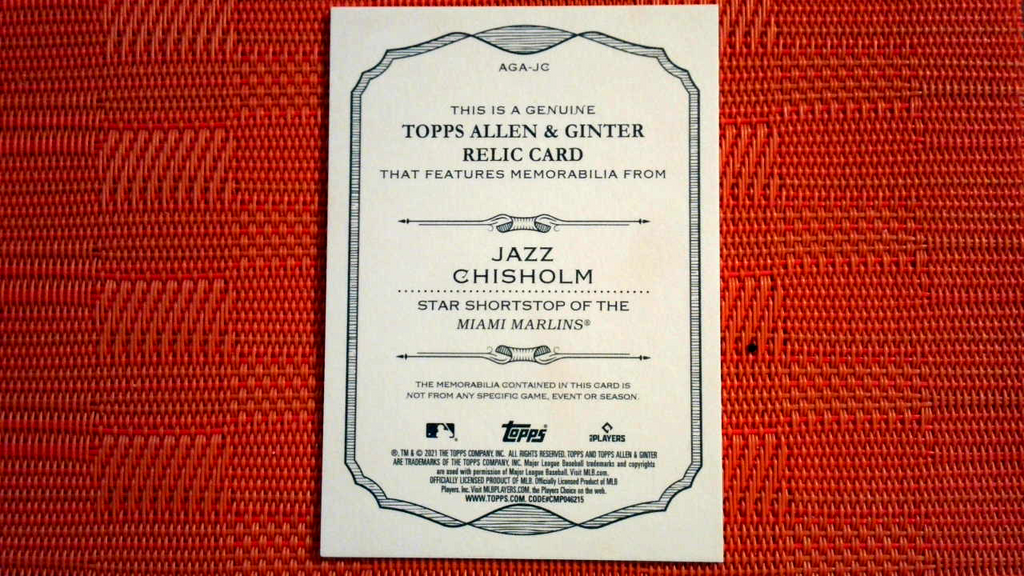 AGA-JC
THIS IS A GENUINE
TOPPS ALLEN & GINTER
RELIC CARD
THAT FEATURES MEMORABILIA FROM
JAZZ
CHISHOLM
STAR SHORTSTOP OF THE
MIAMI MARLINS®
THE MEMORABILIA CONTAINED IN THIS CARD IS
NOT FROM ANY SPECIFIC GAME, EVENT OR SEASON.
topps®
PLAYERS
®, TM & © 2021 THE TOPPS COMPANY, INC. ALL RIGHTS RESERVED. TOPPS AND TOPPS ALLEN & GINTER
ARE TRADEMARKS OF THE TOPPS COMPANY, INC. Major League Baseball trademarks and copyrights
are used with permission of Major League Baseball. Visit MLB.com.
OFFICIALLY LICENSED PRODUCT OF MLB. Officially Licensed Product of MLB
Players, Inc. Visit MLBPLAYERS.COM, the Players Choice on the web.
WWW.TOPPS.COM. CODE#CMP046215